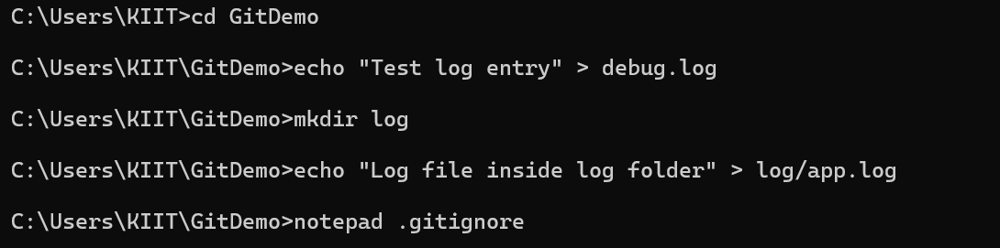 C:\Users\KIIT>cd GitDemo
C:\Users\KIIT\GitDemo>echo "Test log entry" > debug.log
C:\Users\KIIT\GitDemo>mkdir log
C:\Users\KIIT\GitDemo>echo "Log file inside log folder" > log/app.log
C:\Users\KIIT\GitDemo>notepad .gitignore